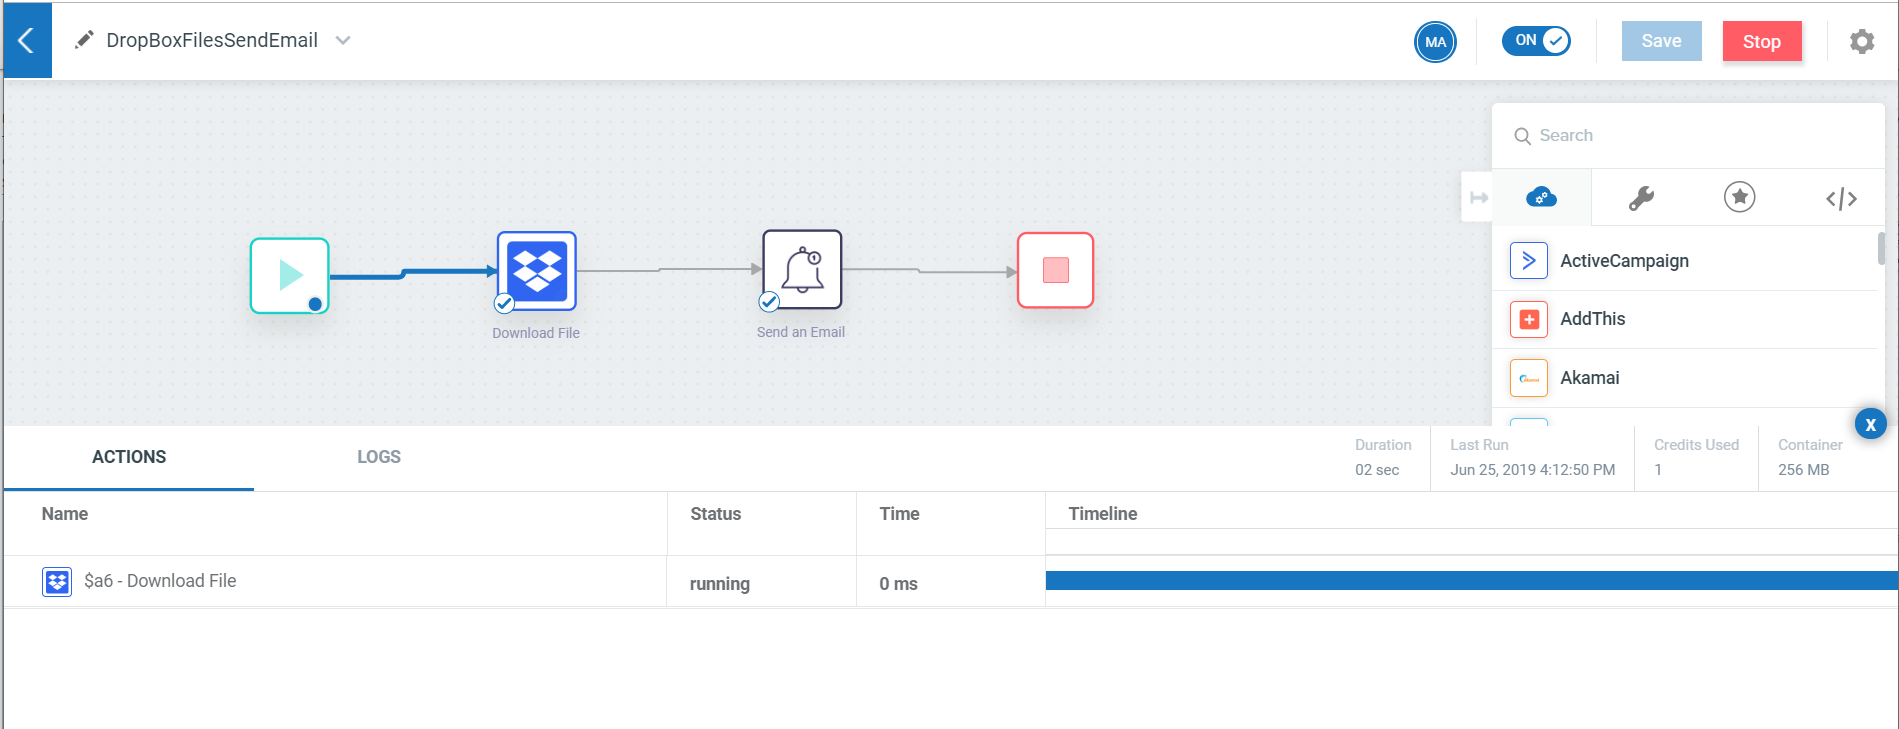 DropBoxFilesSendEmail
MA
ON
Save
Stop
Search
ActiveCampaign
AddThis
Akamai
Download File
Send an Email
x
ACTIONS
LOGS
Duration
02 sec
Last Run
Jun 25, 2019 4:12:50 PM
Credits Used
1
Container
256 MB
Name
Status
Time
Timeline
$a6 - Download File
running
0 ms